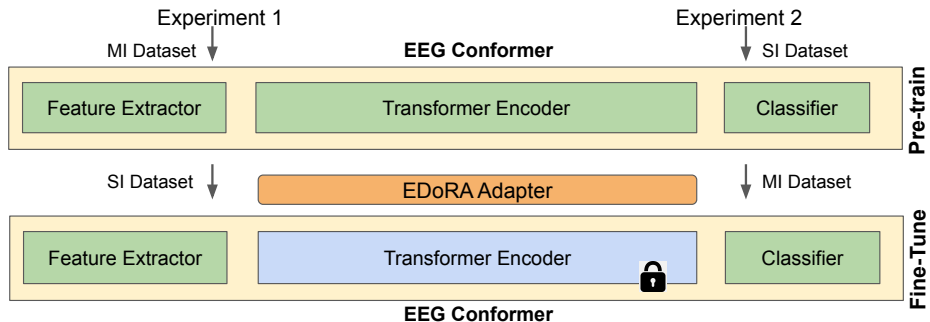 Experiment 1
Experiment 2
MI Dataset
EEG Conformer
SI Dataset
Feature Extractor
Transformer Encoder
Classifier
Pre-train
SI Dataset
EDoRA Adapter
MI Dataset
Feature Extractor
Transformer Encoder
Classifier
Fine-Tune
EEG Conformer